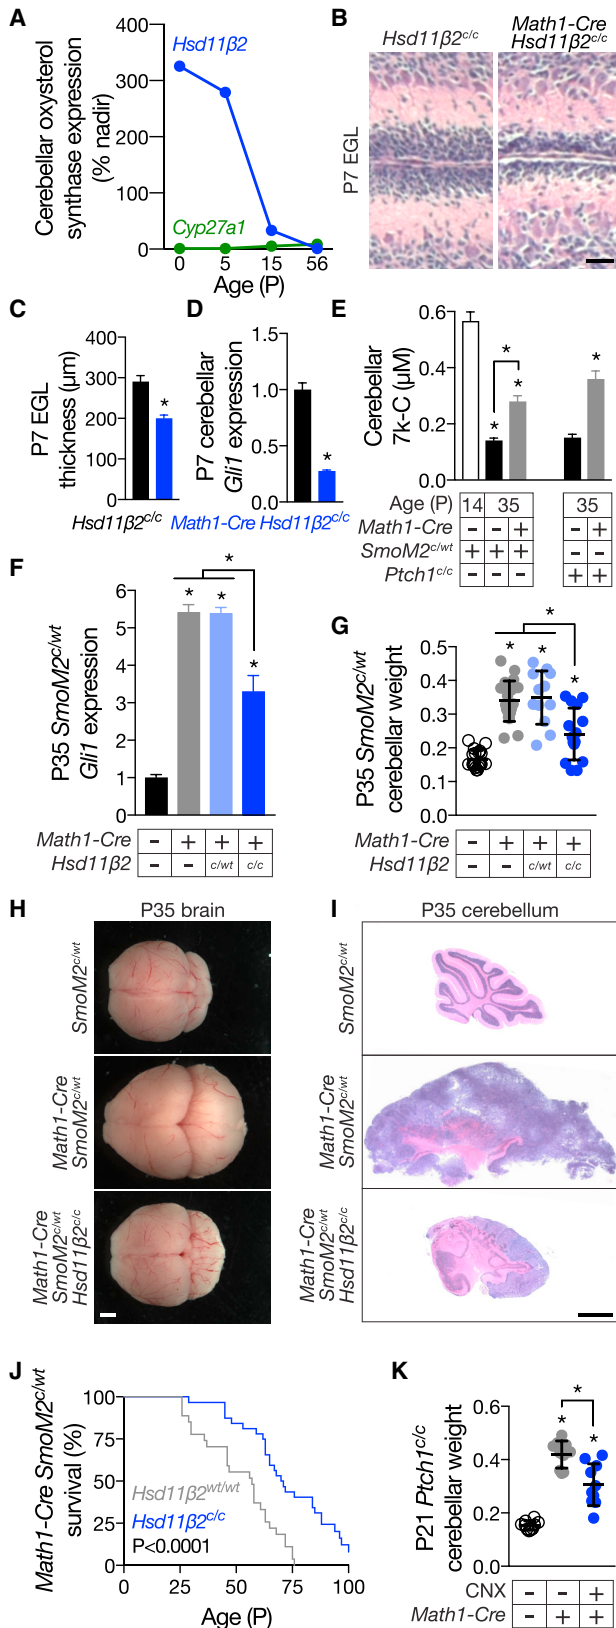 A
Cerebellar oxysterol
synthase expression
(% nadir)
400
300
200
100
0
Hsd11β2
Cyp27a1
0 5 15 56
Age (P)
B
Hsd11β2c/c
Math1-Cre
Hsd11β2c/c
P7 EGL
C
P7 EGL
thickness (μm)
400
300
200
100
0
*
Hsd11β2c/c
D
P7 cerebellar
Gli1 expression
1.5
1.0
0.5
0.0
*
Math1-Cre Hsd11β2c/c
E
Cerebellar
7k-C (μM)
0.6
0.4
0.2
0.0
* * * *
Age (P) 14 35 35
Math1-Cre – – + – +
SmoM2c/wt + + + – –
Ptch1c/c – – – + +
F
P35 SmoM2c/wt
Gli1 expression
6
5
4
3
2
1
0
* * * *
Math1-Cre – + + +
Hsd11β2 – – c/wt c/c
G
P35 SmoM2c/wt
cerebellar weight
0.5
0.4
0.3
0.2
0.1
0.0
* * * *
Math1-Cre – + + +
Hsd11β2 – – c/wt c/c
H
P35 brain
SmoM2c/wt
Math1-Cre
SmoM2c/wt
Math1-Cre
SmoM2c/wt
Hsd11β2c/c
I
P35 cerebellum
SmoM2c/wt
Math1-Cre
SmoM2c/wt
Math1-Cre
SmoM2c/wt
Hsd11β2c/c
J
Math1-Cre SmoM2c/wt
survival (%)
100
75
50
25
0
Hsd11β2wt/wt
Hsd11β2c/c
P<0.0001
0 25 50 75 100
Age (P)
K
P21 Ptch1c/c
cerebellar weight
0.6
0.4
0.2
0.0
* * *
CNX – – +
Math1-Cre – + +